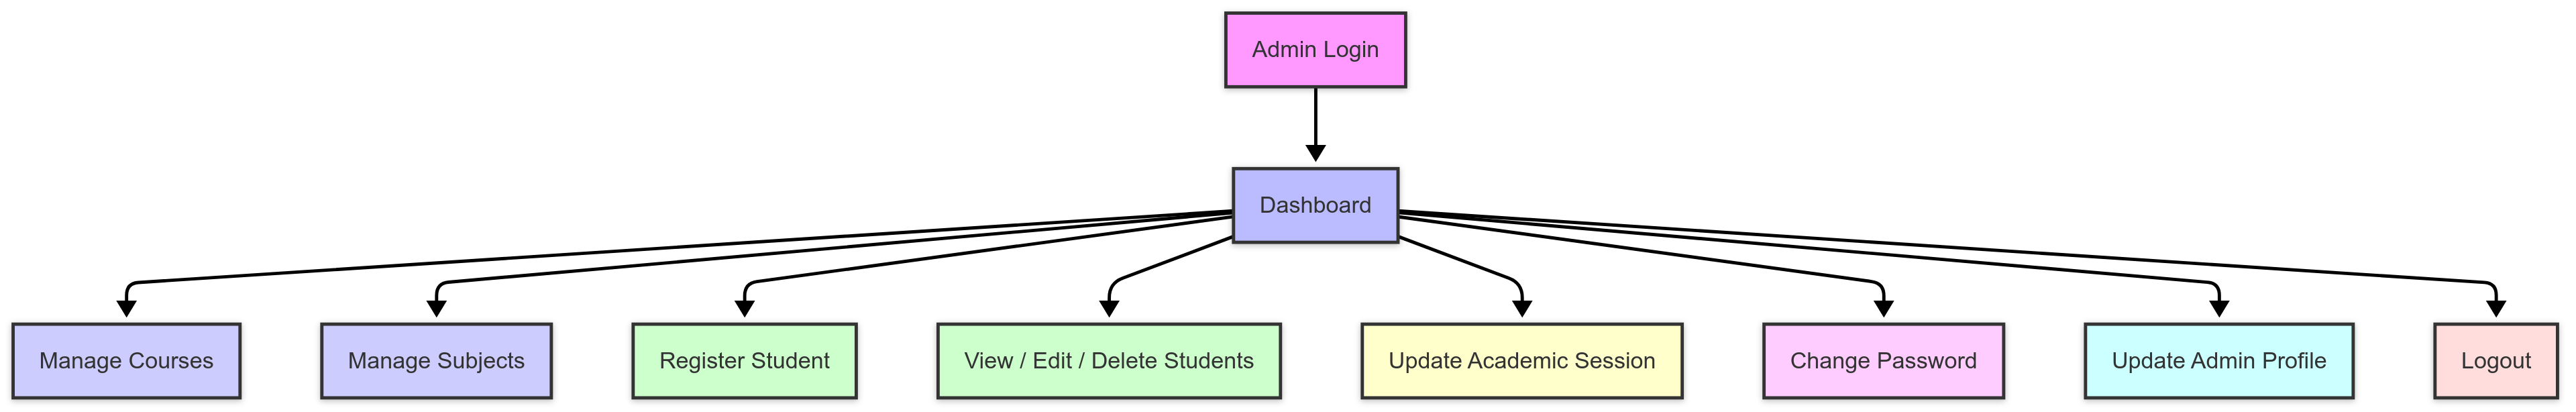 Admin Login
Dashboard
Manage Courses
Manage Subjects
Register Student
View / Edit / Delete Students
Update Academic Session
Change Password
Update Admin Profile
Logout